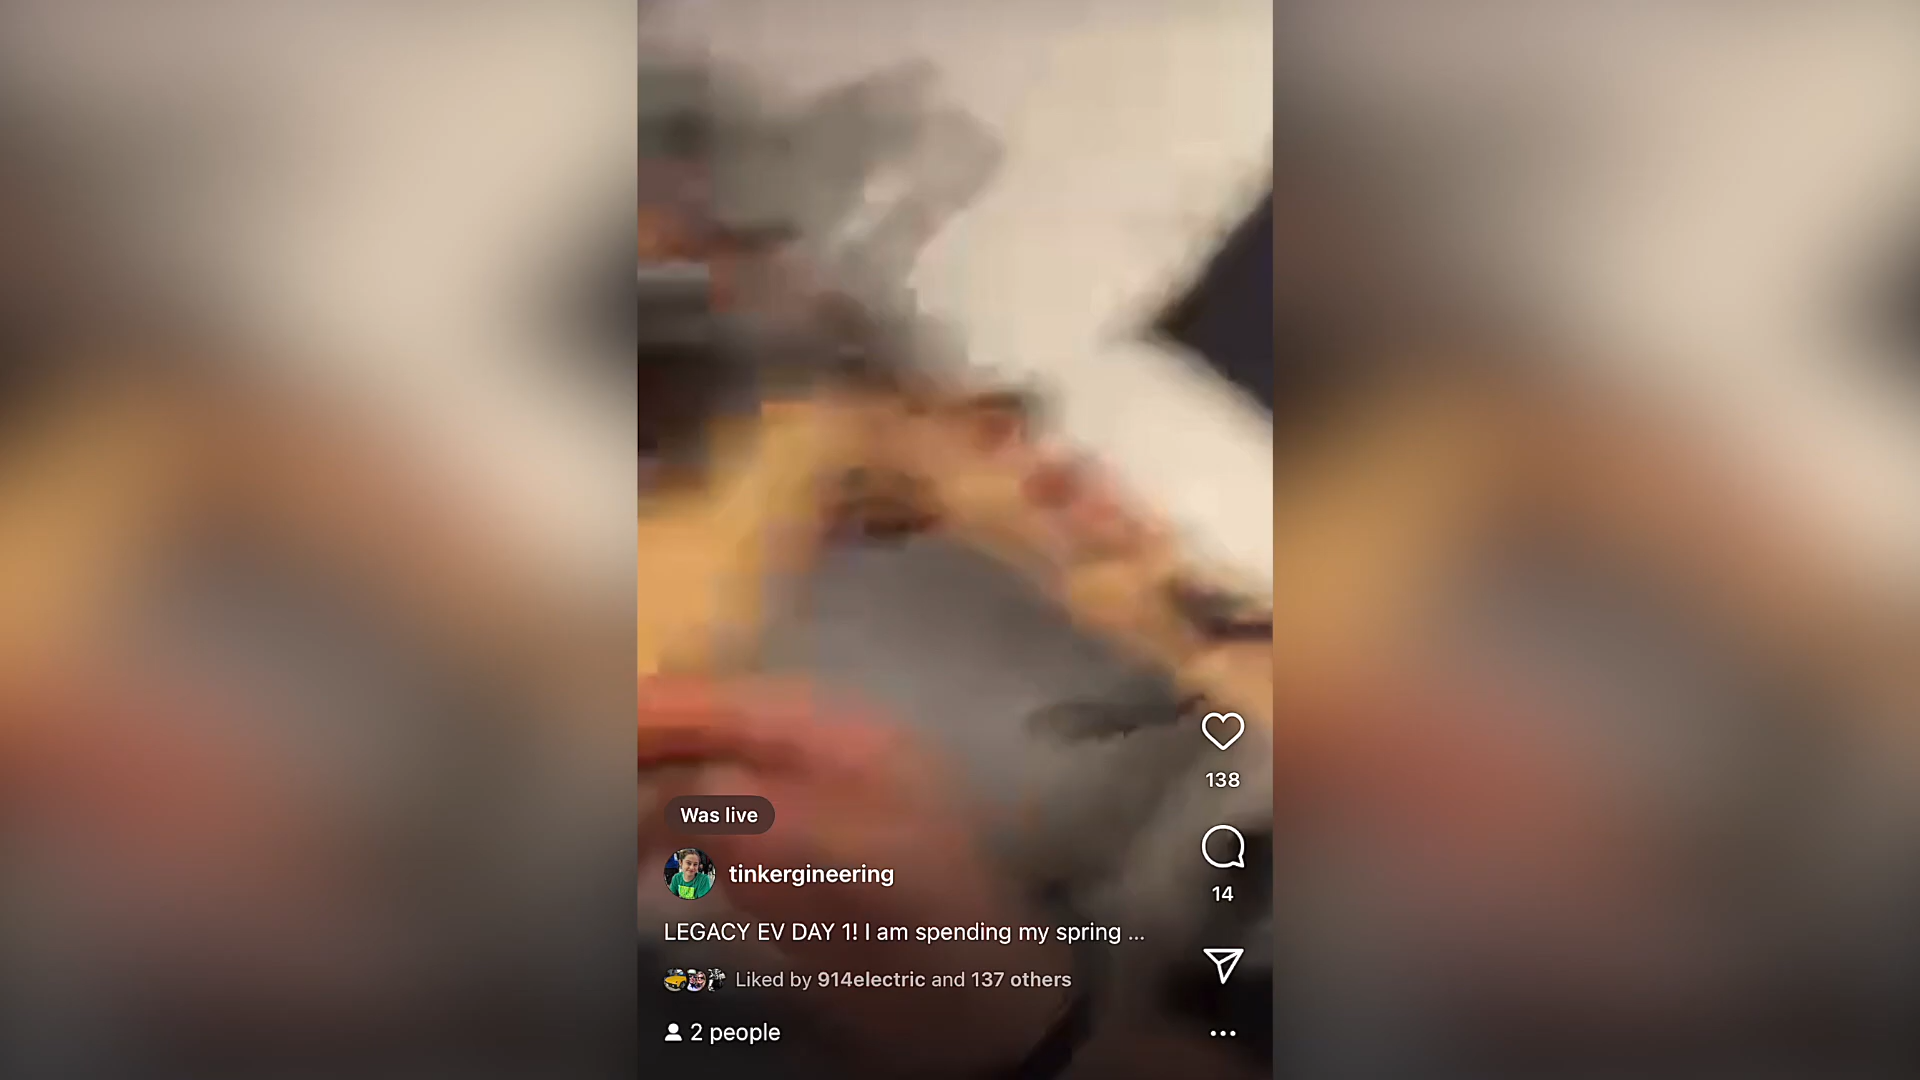 138
Was live
tinkergineering
14
LEGACY EV DAY 1! I am spending my spring ...
Liked by 914electric and 137 others
2 people